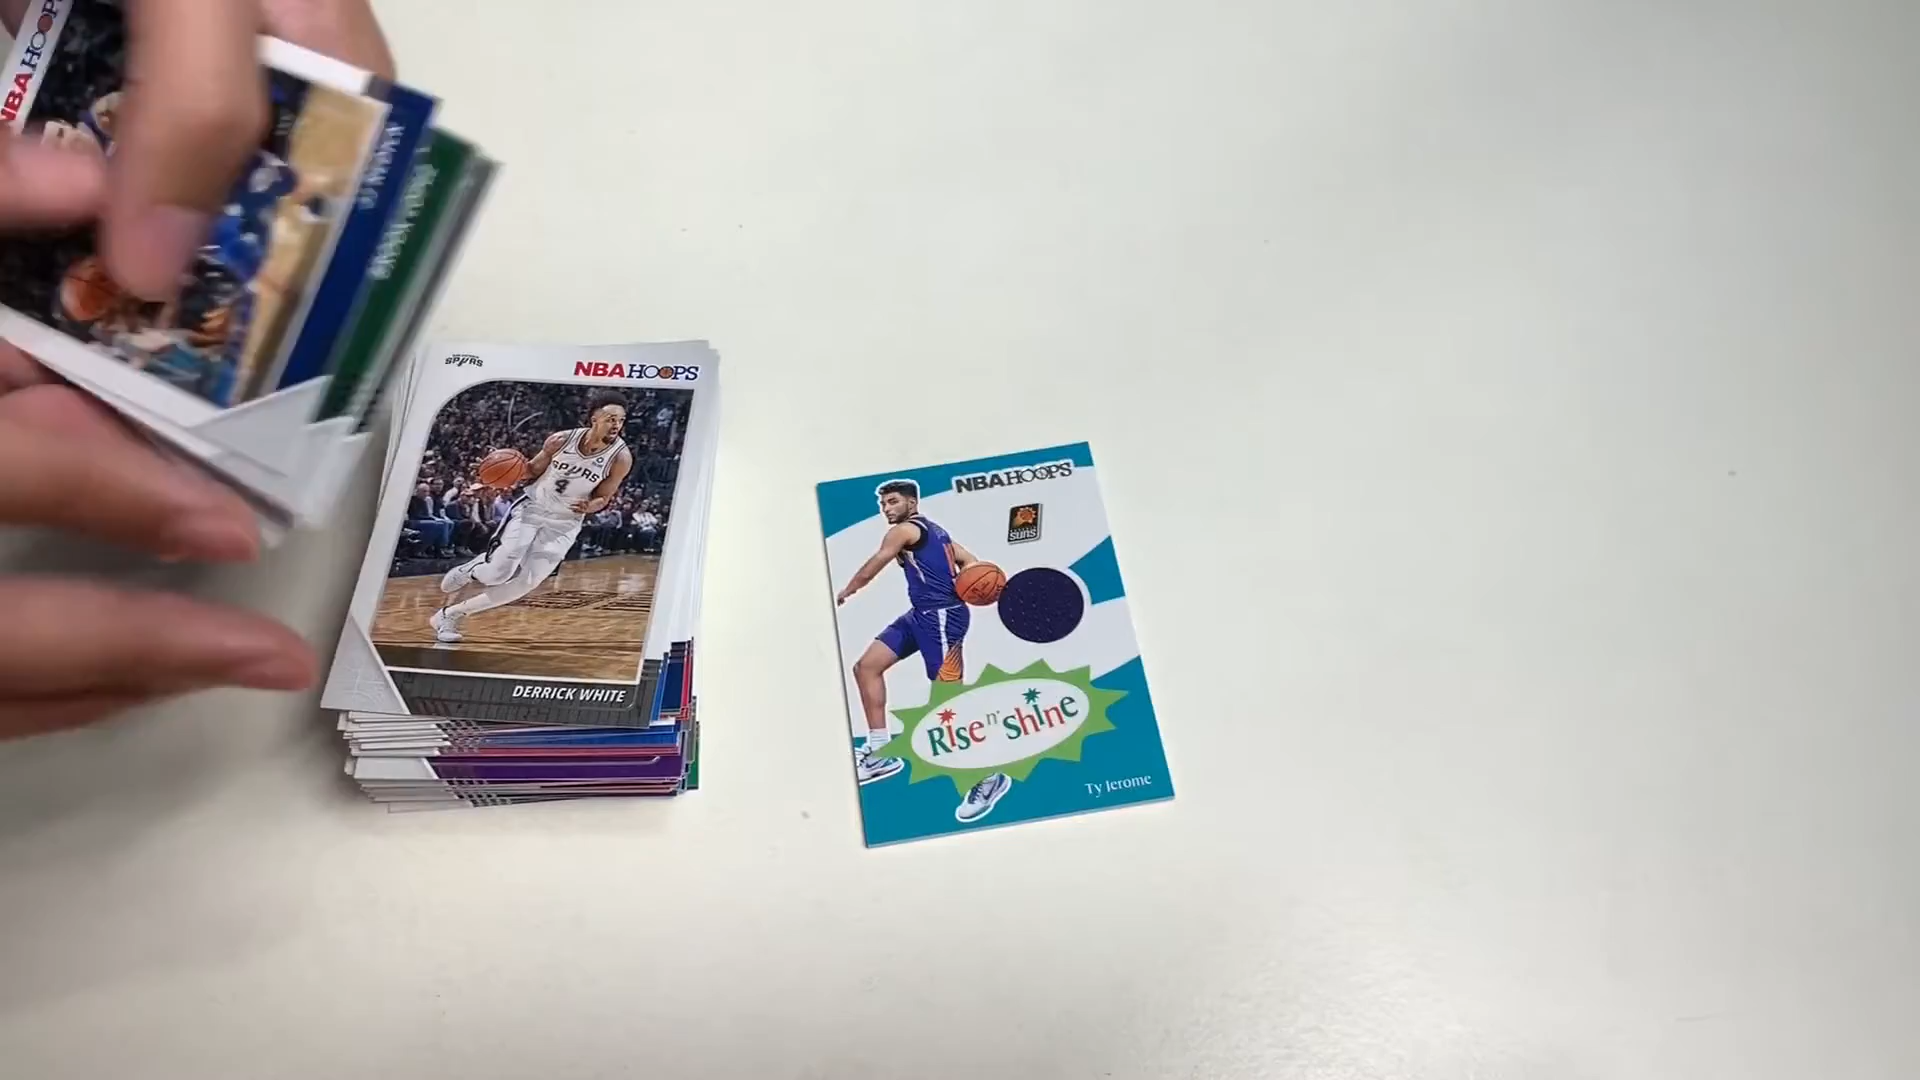 NBA HOOPS
SPURS
NBA HOOPS
SPURS
4
DERRICK WHITE
NBA HOOPS
SUNS
Rise n' Shine
Ty Jerome